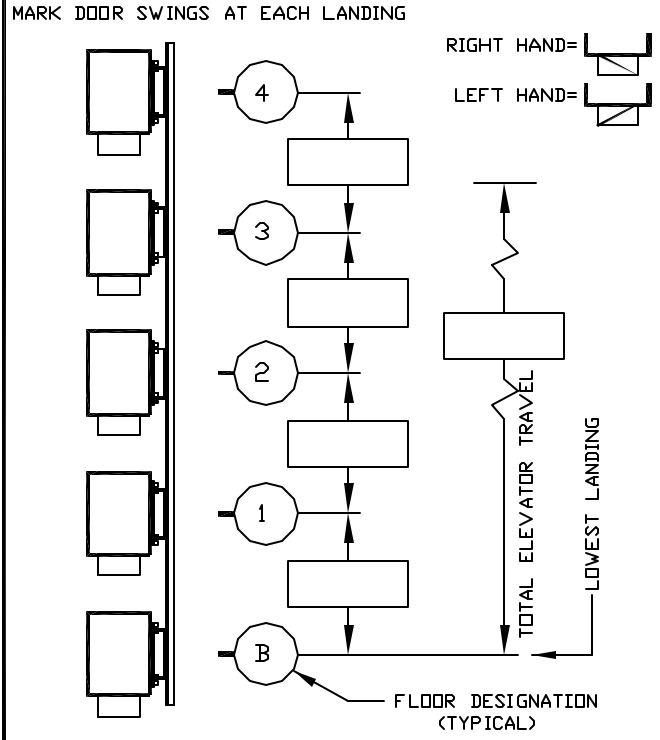 MARK DOOR SWINGS AT EACH LANDING
RIGHT HAND=
LEFT HAND=
4
3
2
1
B
TOTAL ELEVATOR TRAVEL
LOWEST LANDING
FLOOR DESIGNATION
(TYPICAL)